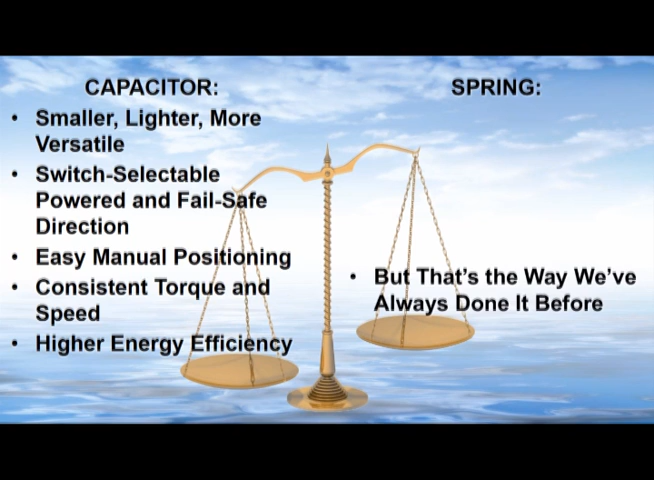 CAPACITOR:
• Smaller, Lighter, More
Versatile
• Switch-Selectable
Powered and Fail-Safe
Direction
• Easy Manual Positioning
• Consistent Torque and
Speed
• Higher Energy Efficiency
SPRING:
• But That's the Way We've
Always Done It Before